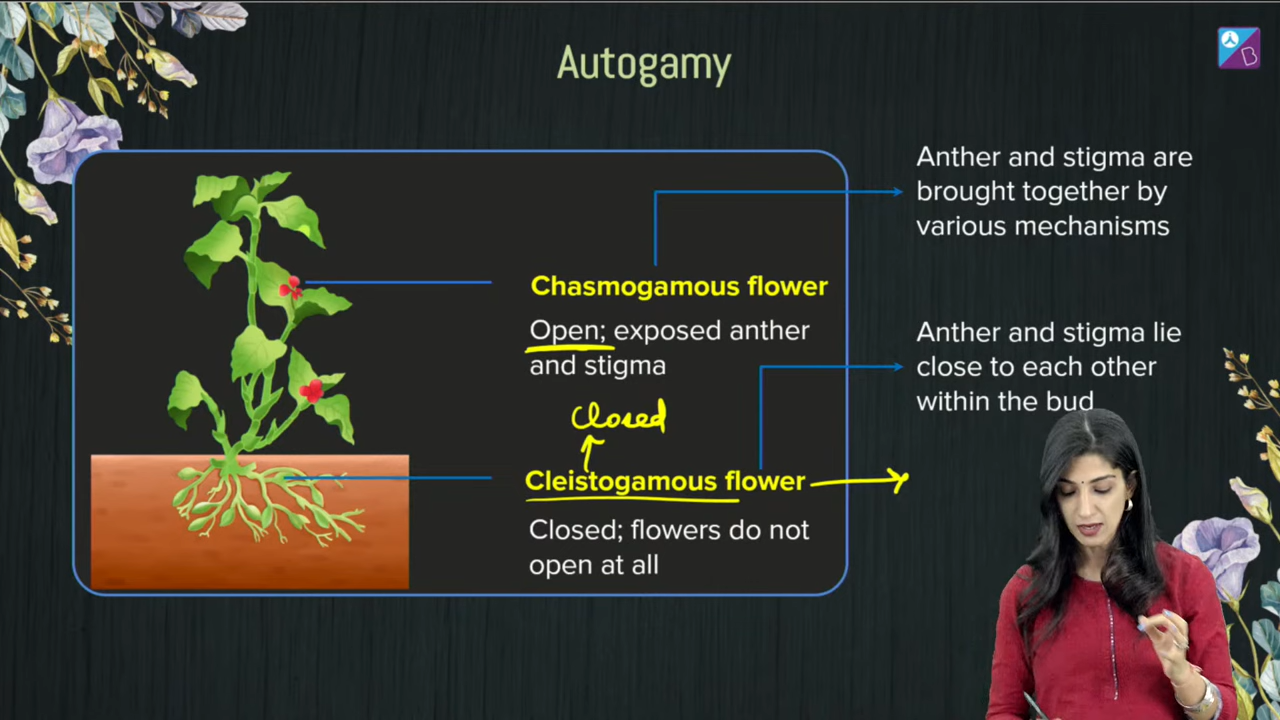 Autogamy
Anther and stigma are
brought together by
various mechanisms
Chasmogamous flower
Open; exposed anther
and stigma
Anther and stigma lie
close to each other
within the bud
Closed
Cleistogamous flower
Closed; flowers do not
open at all
B